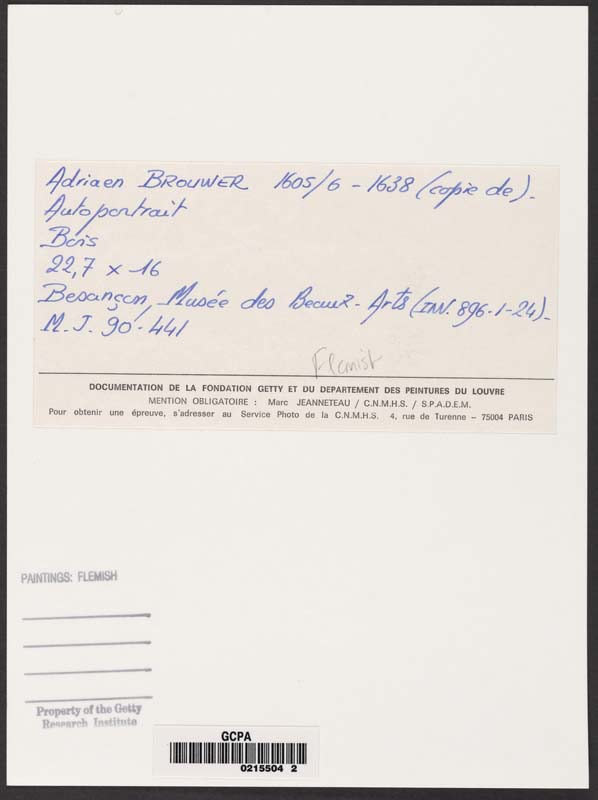 Adriaen BROUWER 1605/6 - 1638 (copie de).
Autoportrait
Bois
22,7 x 16
Besançon, Musée des Beaux-Arts (INV. 896-1-24).
M.J. 90'-441
Flemish
DOCUMENTATION DE LA FONDATION GETTY ET DU DEPARTEMENT DES PEINTURES DU LOUVRE
MENTION OBLIGATOIRE : Marc JEANNETEAU / C.N.M.H.S. / S.P.A.D.E.M.
Pour obtenir une épreuve, s'adresser au Service Photo de la C.N.M.H.S. 4, rue de Turenne – 75004 PARIS
PAINTINGS: FLEMISH
Property of the Getty
Research Institute
GCPA
0215504 2